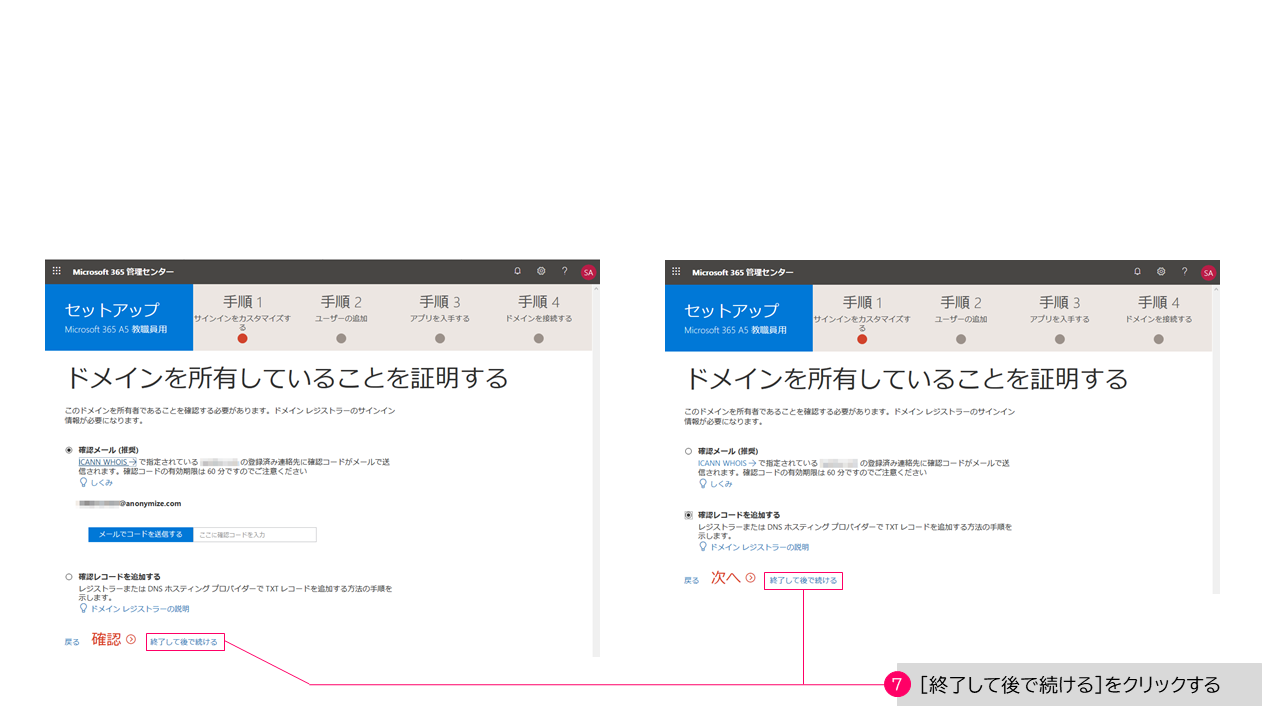 Microsoft 365 管理センター
SA
セットアップ
Microsoft 365 A5 教職員用
手順 1
サインインをカスタマイズす
る
手順 2
ユーザーの追加
手順 3
アプリを入手する
手順 4
ドメインを接続する
ドメインを所有していることを証明する
このドメインを所有者であることを確認する必要があります。ドメイン レジストラーのサインイン
情報が必要になります。
確認メール (推奨)
ICANN WHOIS で指定されている の登録済み連絡先に確認コードがメールで送
信されます。確認コードの有効期限は 60 分ですのでご注意ください
しくみ
@anonymize.com
メールでコードを送信する ここに確認コードを入力
確認レコードを追加する
レジストラーまたは DNS ホスティング プロバイダーで TXT レコードを追加する方法の手順を
示します。
ドメイン レジストラーの説明
戻る 確認 終了して後で続ける
Microsoft 365 管理センター
SA
セットアップ
Microsoft 365 A5 教職員用
手順 1
サインインをカスタマイズす
る
手順 2
ユーザーの追加
手順 3
アプリを入手する
手順 4
ドメインを接続する
ドメインを所有していることを証明する
このドメインを所有者であることを確認する必要があります。ドメイン レジストラーのサインイン
情報が必要になります。
確認メール (推奨)
ICANN WHOIS で指定されている の登録済み連絡先に確認コードがメールで送
信されます。確認コードの有効期限は 60 分ですのでご注意ください
しくみ
確認レコードを追加する
レジストラーまたは DNS ホスティング プロバイダーで TXT レコードを追加する方法の手順を
示します。
ドメイン レジストラーの説明
戻る 次へ 終了して後で続ける
7 [終了して後で続ける]をクリックする